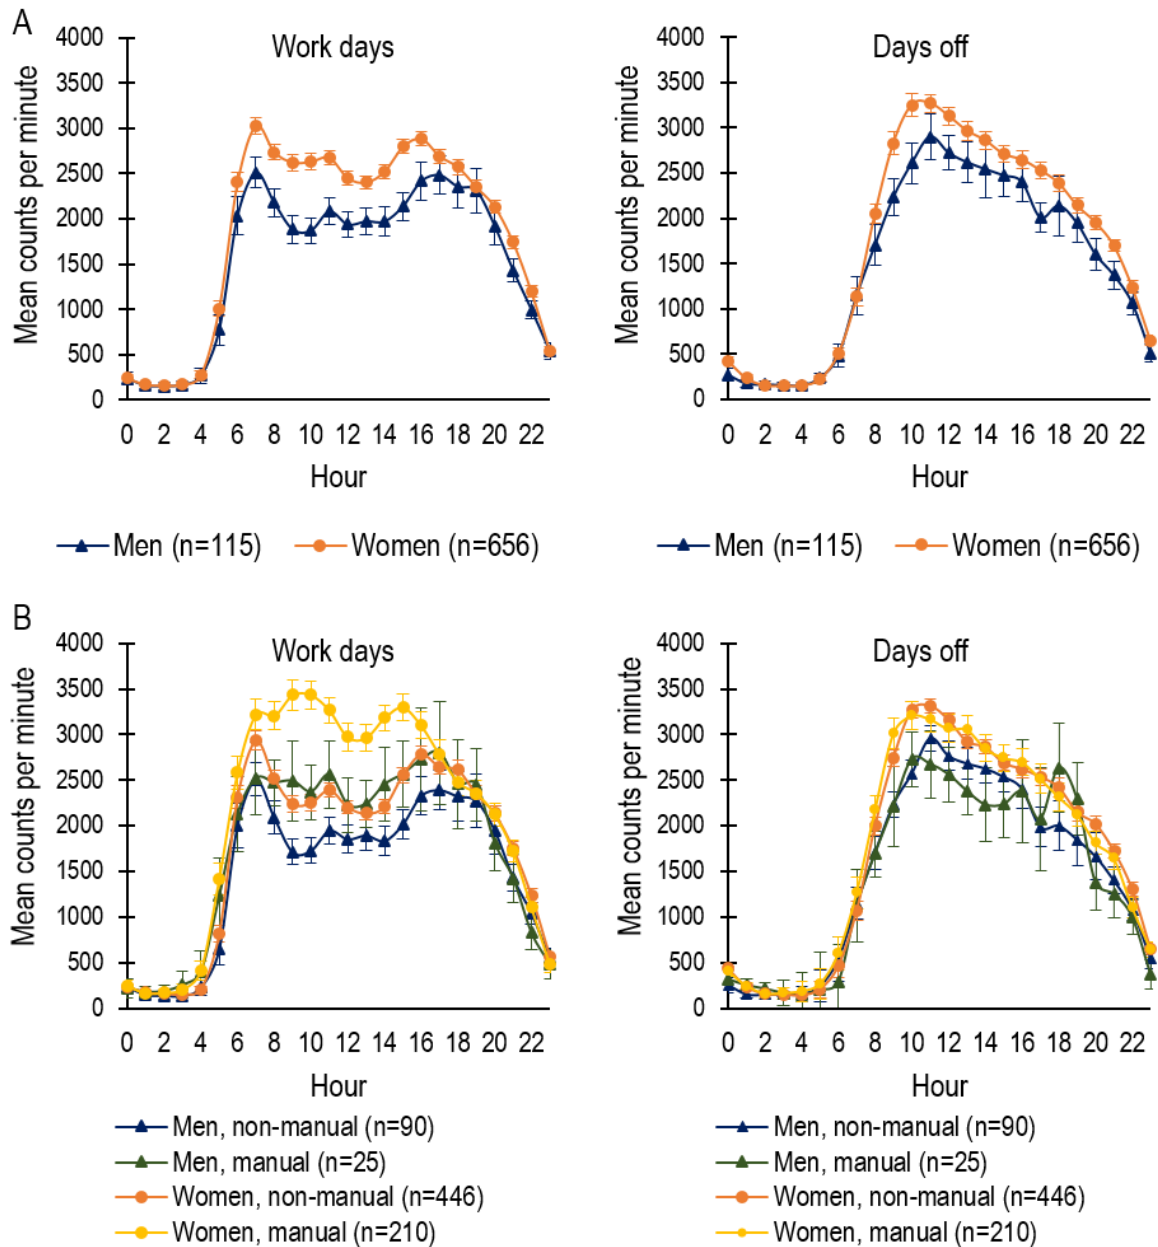 A
Work days
Mean counts per minute
4000
3500
3000
2500
2000
1500
1000
500
0
0 2 4 6 8 10 12 14 16 18 20 22
Hour
Men (n=115) Women (n=656)
Days off
Mean counts per minute
4000
3500
3000
2500
2000
1500
1000
500
0
0 2 4 6 8 10 12 14 16 18 20 22
Hour
Men (n=115) Women (n=656)
B
Work days
Mean counts per minute
4000
3500
3000
2500
2000
1500
1000
500
0
0 2 4 6 8 10 12 14 16 18 20 22
Hour
Men, non-manual (n=90)
Men, manual (n=25)
Women, non-manual (n=446)
Women, manual (n=210)
Days off
Mean counts per minute
4000
3500
3000
2500
2000
1500
1000
500
0
0 2 4 6 8 10 12 14 16 18 20 22
Hour
Men, non-manual (n=90)
Men, manual (n=25)
Women, non-manual (n=446)
Women, manual (n=210)